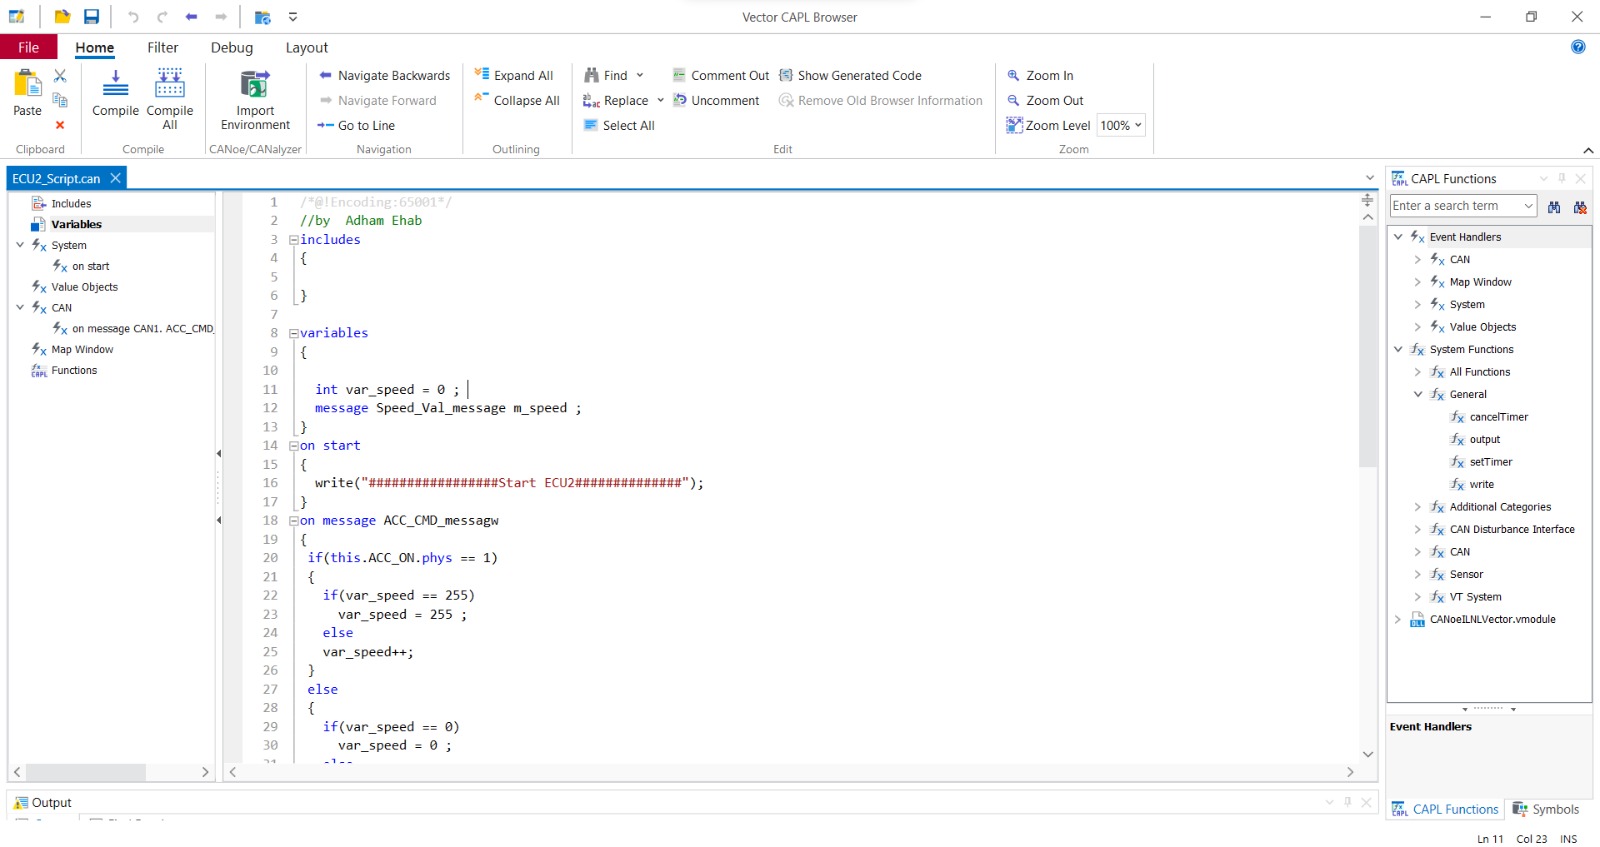 Vector CAPL Browser
File Home Filter Debug Layout
Paste
Clipboard
Compile Compile All
Compile
Import Environment
CANoe/CANalyzer
Navigate Backwards
Navigate Forward
Go to Line
Navigation
Expand All
Collapse All
Outlining
Find
Replace
Select All
Comment Out
Uncomment
Show Generated Code
Remove Old Browser Information
Edit
Zoom In
Zoom Out
Zoom Level 100%
Zoom
ECU2_Script.can
Includes
Variables
System
on start
Value Objects
CAN
on message CAN1. ACC_CMD_
Map Window
Functions
1 /*@!Encoding:65001*/
2 //by  Adham Ehab
3 includes
4 {
5
6 }
7
8 variables
9 {
10
11 int var_speed = 0 ;
12 message Speed_Val_message m_speed ;
13 }
14 on start
15 {
16 write("#################Start ECU2##############");
17 }
18 on message ACC_CMD_messagw
19 {
20 if(this.ACC_ON.phys == 1)
21 {
22 if(var_speed == 255)
23 var_speed = 255 ;
24 else
25 var_speed++;
26 }
27 else
28 {
29 if(var_speed == 0)
30 var_speed = 0 ;
31 else
CAPL Functions
Enter a search term
Event Handlers
CAN
Map Window
System
Value Objects
System Functions
All Functions
General
cancelTimer
output
setTimer
write
Additional Categories
CAN Disturbance Interface
CAN
Sensor
VT System
CANoeILNLVector.vmodule
Event Handlers
CAPL Functions Symbols
Output
Ln 11 Col 23 INS